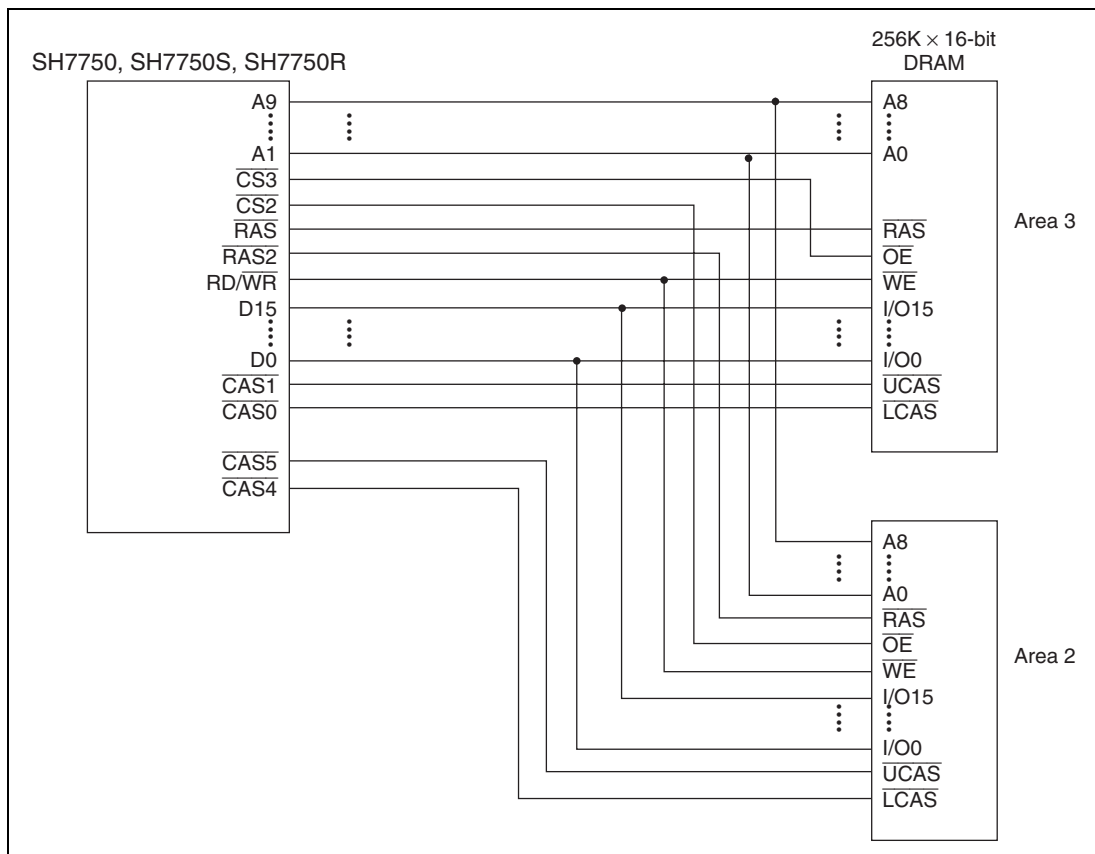 256K × 16-bit
DRAM
SH7750, SH7750S, SH7750R
A9
A1
CS3
CS2
RAS
RAS2
RD/WR
D15
D0
CAS1
CAS0
CAS5
CAS4
A8
A0
RAS
OE
WE
I/O15
I/O0
UCAS
LCAS
Area 3
A8
A0
RAS
OE
WE
I/O15
I/O0
UCAS
LCAS
Area 2